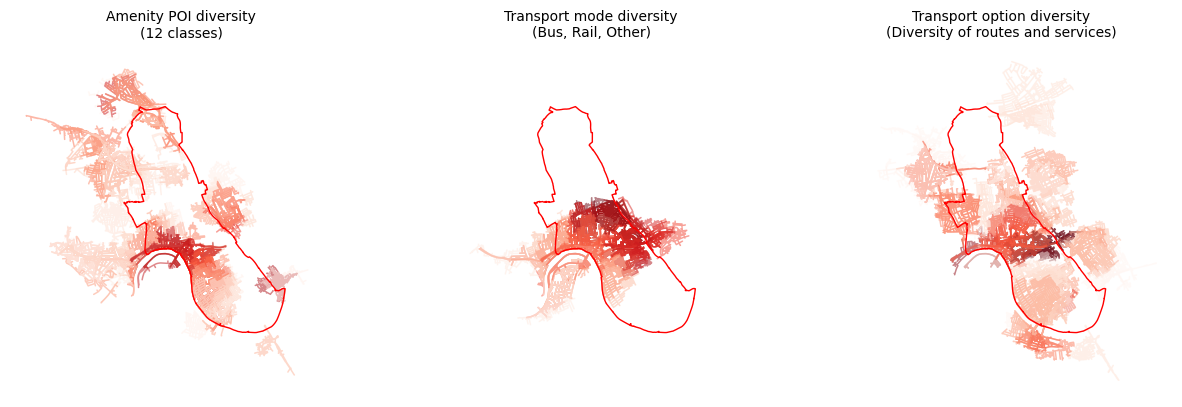 Amenity POI diversity
(12 classes)
Transport mode diversity
(Bus, Rail, Other)
Transport option diversity
(Diversity of routes and services)